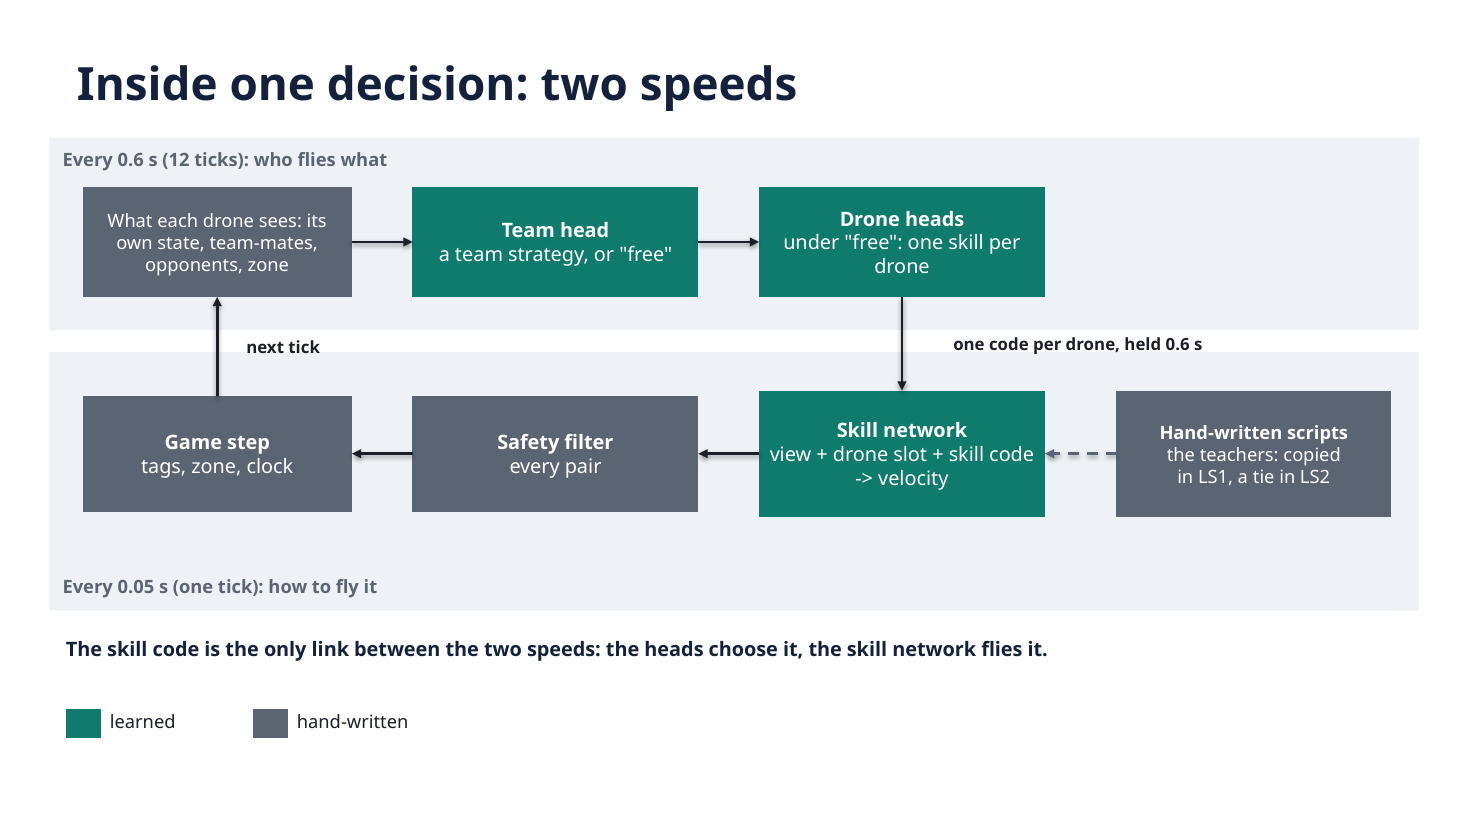 Inside one decision: two speeds
Every 0.6 s (12 ticks): who flies what
What each drone sees: its
own state, team-mates,
opponents, zone
Team head
a team strategy, or "free"
Drone heads
under "free": one skill per
drone
next tick
one code per drone, held 0.6 s
Game step
tags, zone, clock
Safety filter
every pair
Skill network
view + drone slot + skill code
-> velocity
Hand-written scripts
the teachers: copied
in LS1, a tie in LS2
Every 0.05 s (one tick): how to fly it
The skill code is the only link between the two speeds: the heads choose it, the skill network flies it.
learned
hand-written